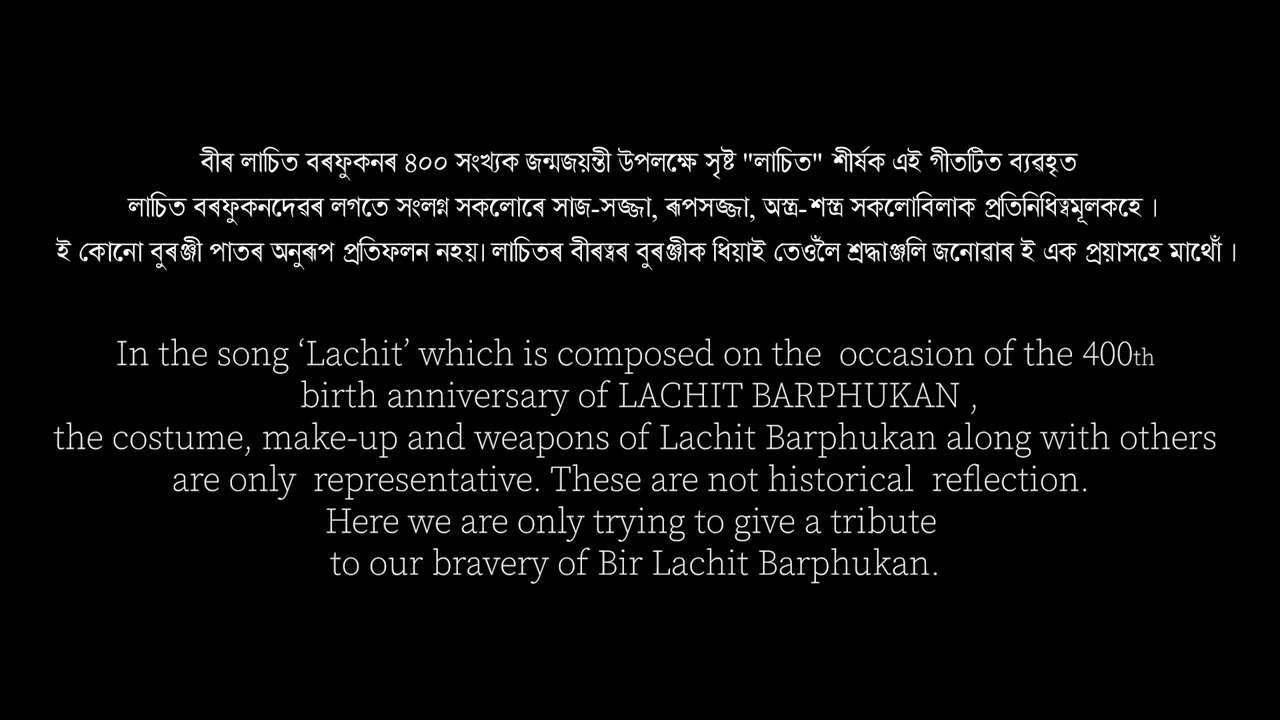 বীৰ লাচিত বৰফুকনৰ ৪০০ সংখ্যক জন্মজয়ন্তী উপলক্ষে সৃষ্ট "লাচিত" শীৰ্ষক এই গীতটিত ব্যৱহৃত
লাচিত বৰফুকনদেৱৰ লগতে সংলগ্ন সকলোৰে সাজ-সজ্জা, ৰূপসজ্জা, অস্ত্ৰ-শস্ত্ৰ সকলোবিলাক প্ৰতিনিধিত্বমূলকহে ।
ই কোনো বুৰঞ্জী পাতৰ অনুৰূপ প্ৰতিফলন নহয়। লাচিতৰ বীৰত্বৰ বুৰঞ্জীক ধিয়াই তেওঁলৈ শ্ৰদ্ধাঞ্জলি জনোৱাৰ ই এক প্ৰয়াসহে মাথোঁ ।
In the song ‘Lachit’ which is composed on the occasion of the 400th
birth anniversary of LACHIT BARPHUKAN ,
the costume, make-up and weapons of Lachit Barphukan along with others
are only representative. These are not historical reflection.
Here we are only trying to give a tribute
to our bravery of Bir Lachit Barphukan.